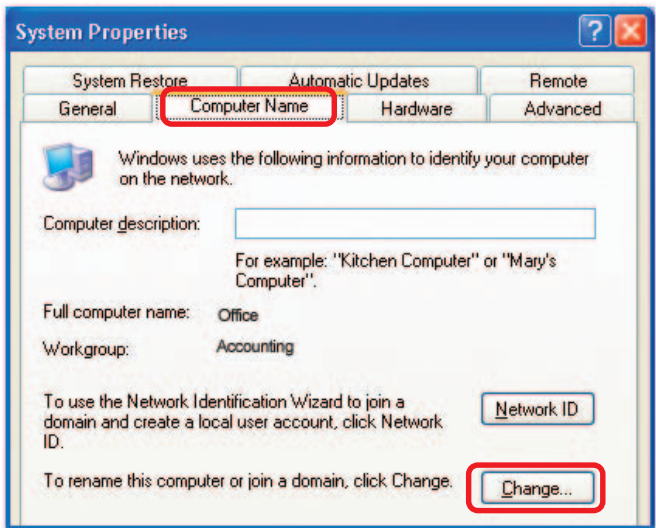 System Properties
System Restore
Automatic Updates
Remote
General
Computer Name
Hardware
Advanced
Windows uses the following information to identify your computer
on the network.
Computer description:
For example: "Kitchen Computer" or "Mary's
Computer".
Full computer name:
Office
Workgroup:
Accounting
To use the Network Identification Wizard to join a
domain and create a local user account, click Network
ID.
Network ID
To rename this computer or join a domain, click Change.
Change...